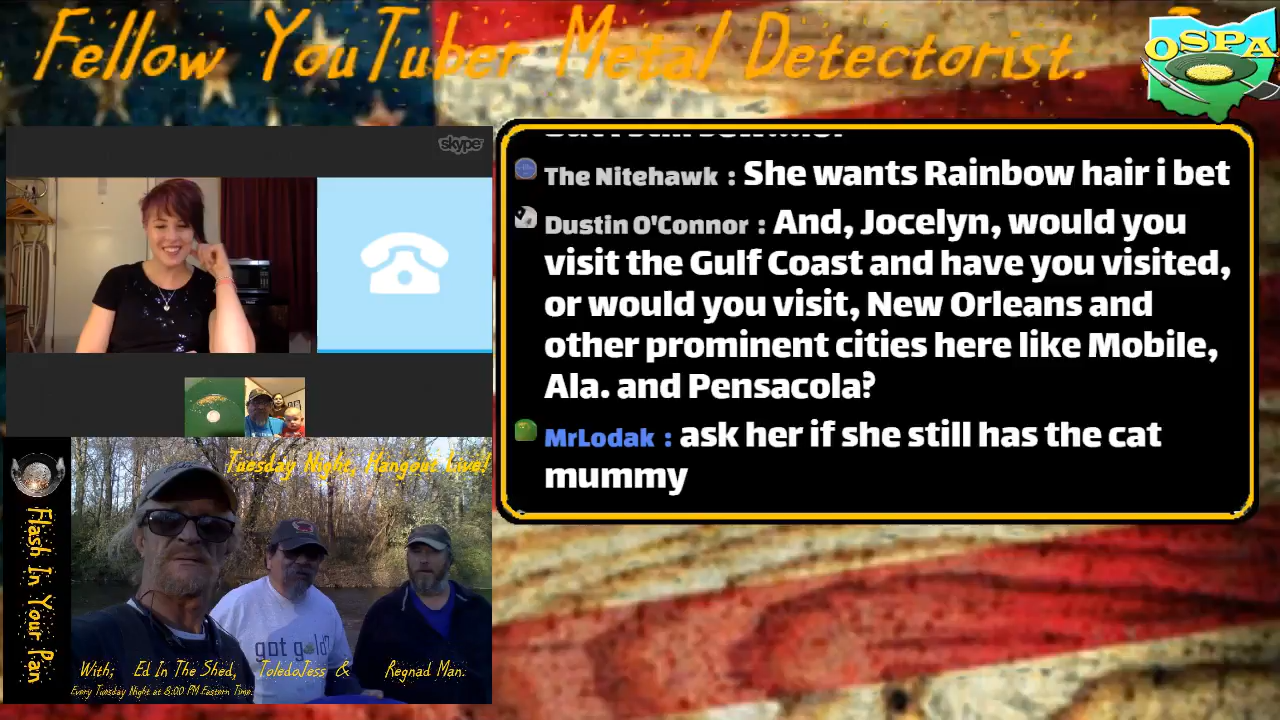 Fellow YouTuber Metal Detectorist.
OSPA
skype
The Nitehawk : She wants Rainbow hair i bet
Dustin O'Connor : And, Jocelyn, would you
visit the Gulf Coast and have you visited,
or would you visit, New Orleans and
other prominent cities here like Mobile,
Ala. and Pensacola?
MrLodak : ask her if she still has the cat
mummy
Tuesday Night, Hangout Live!
Flash In Your Pan
got gold?
With; Ed In The Shed, ToledoJess & Regnad Man.
Every Tuesday Night at 8:00 PM Eastern Time.